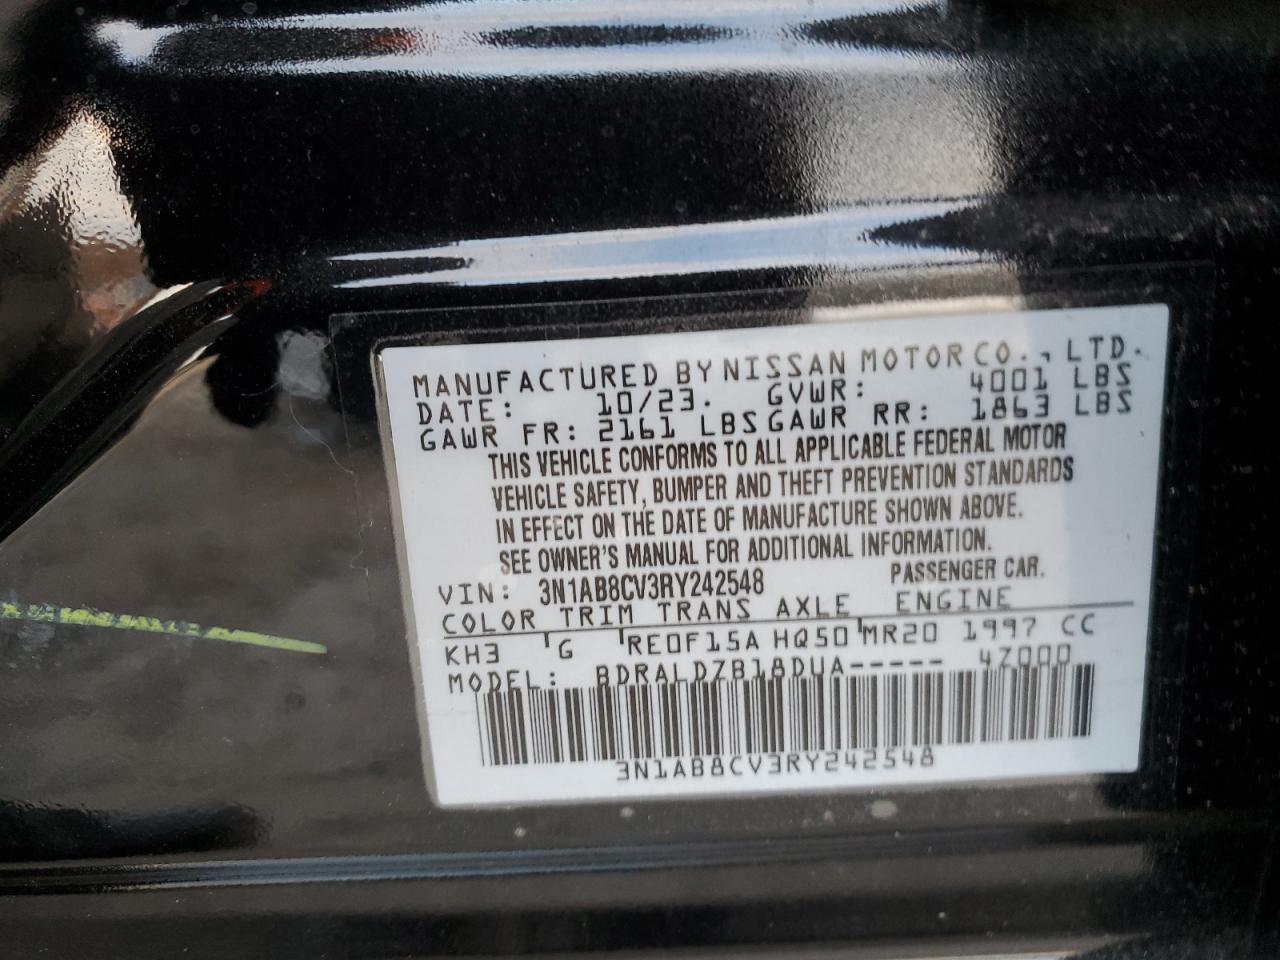 MANUFACTURED BY NISSAN MOTOR CO., LTD.
DATE: 10/23. GVWR: 4001 LBS
GAWR FR: 2161 LBS GAWR RR: 1863 LBS
THIS VEHICLE CONFORMS TO ALL APPLICABLE FEDERAL MOTOR
VEHICLE SAFETY, BUMPER AND THEFT PREVENTION STANDARDS
IN EFFECT ON THE DATE OF MANUFACTURE SHOWN ABOVE.
SEE OWNER'S MANUAL FOR ADDITIONAL INFORMATION.
VIN: 3N1AB8CV3RY242548 PASSENGER CAR.
COLOR TRIM TRANS AXLE ENGINE
KH3 G RE0F15A HQ50 MR20 1997 CC
MODEL: BDRALDZB18DUA----- 4Z000
3N1AB8CV3RY242548